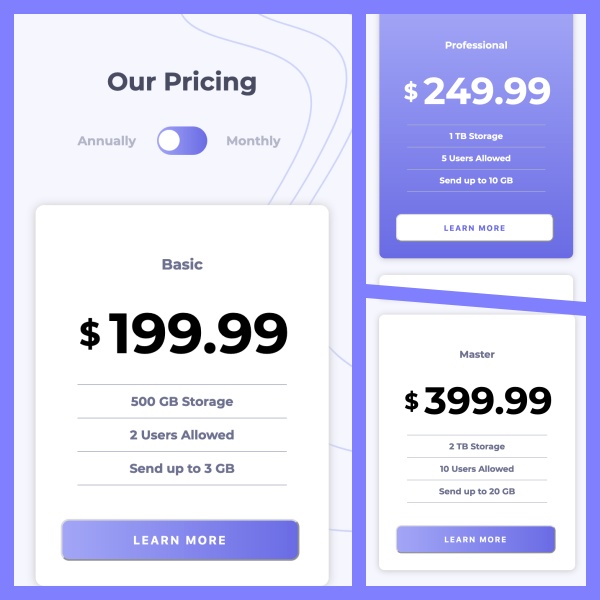 Our Pricing
Annually Monthly
Basic
$ 199.99
500 GB Storage
2 Users Allowed
Send up to 3 GB
LEARN MORE
Professional
$ 249.99
1 TB Storage
5 Users Allowed
Send up to 10 GB
LEARN MORE
Master
$ 399.99
2 TB Storage
10 Users Allowed
Send up to 20 GB
LEARN MORE